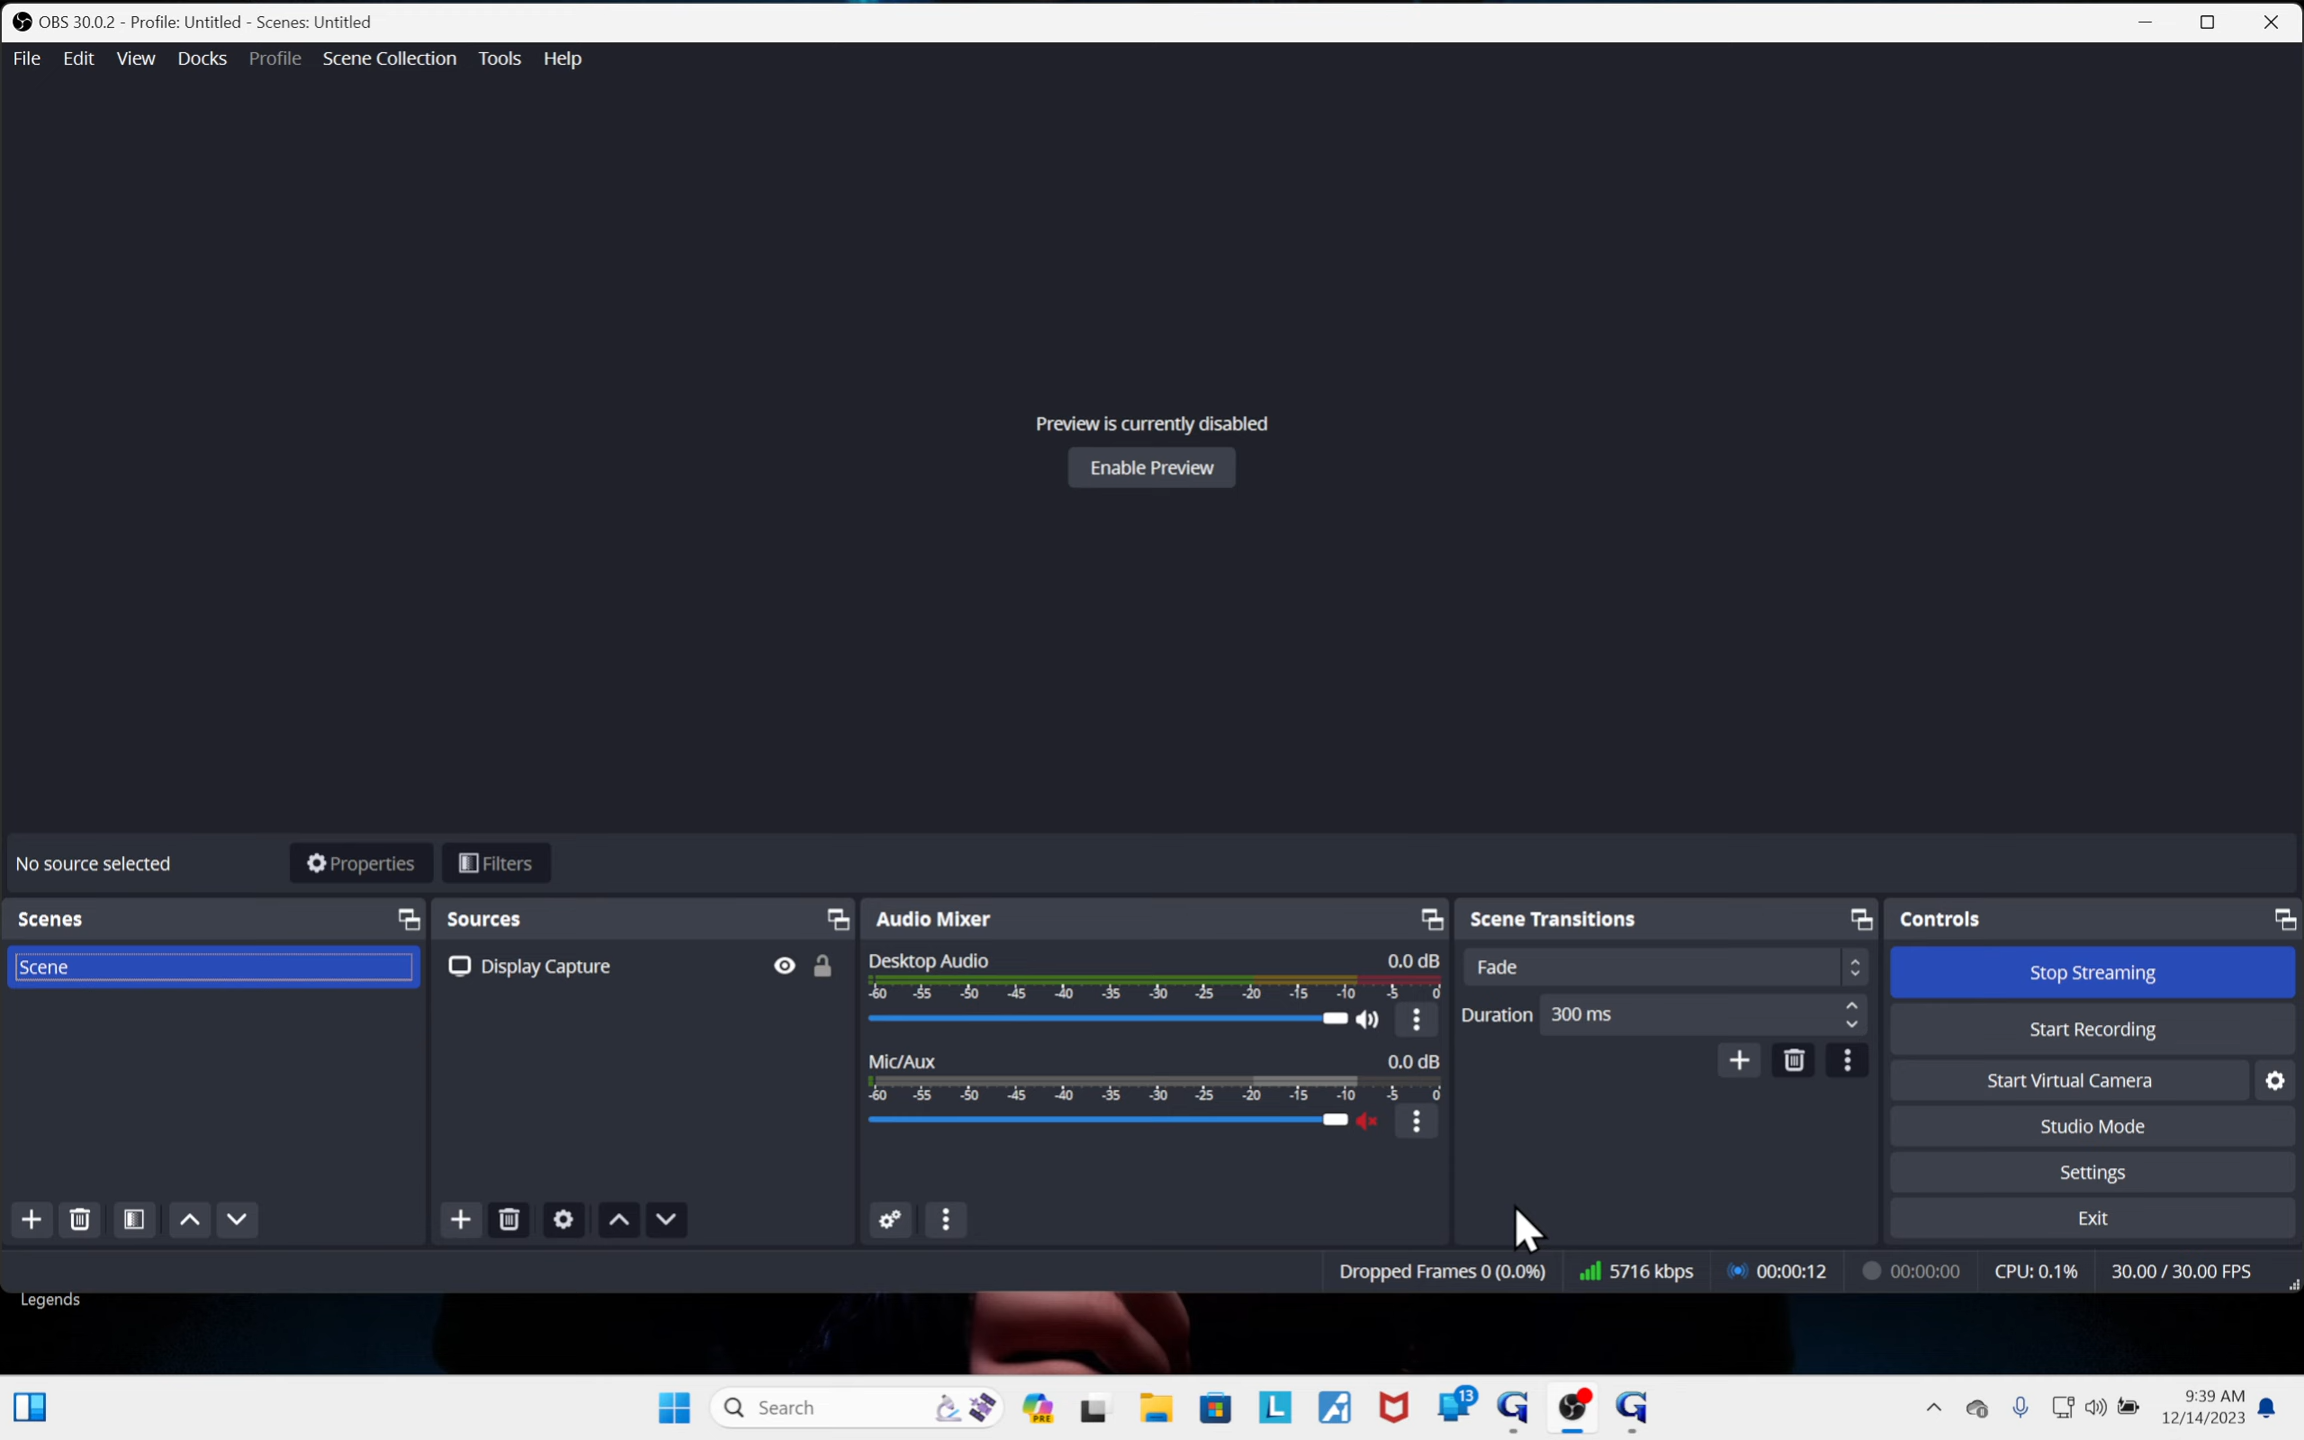 OBS 30.0.2 - Profile: Untitled - Scenes: Untitled
File Edit View Docks Profile Scene Collection Tools Help
Preview is currently disabled
Enable Preview
No source selected Properties Filters
Scenes
Scene
Sources
Display Capture
Audio Mixer
Desktop Audio 0.0 dB
-60 -55 -50 -45 -40 -35 -30 -25 -20 -15 -10 -5 0
Mic/Aux 0.0 dB
-60 -55 -50 -45 -40 -35 -30 -25 -20 -15 -10 -5 0
Scene Transitions
Fade
Duration 300 ms
Controls
Stop Streaming
Start Recording
Start Virtual Camera
Studio Mode
Settings
Exit
Dropped Frames 0 (0.0%) 5716 kbps 00:00:12 00:00:00 CPU: 0.1% 30.00 / 30.00 FPS
Legends
Search
PRE
L
13
9:39 AM
12/14/2023